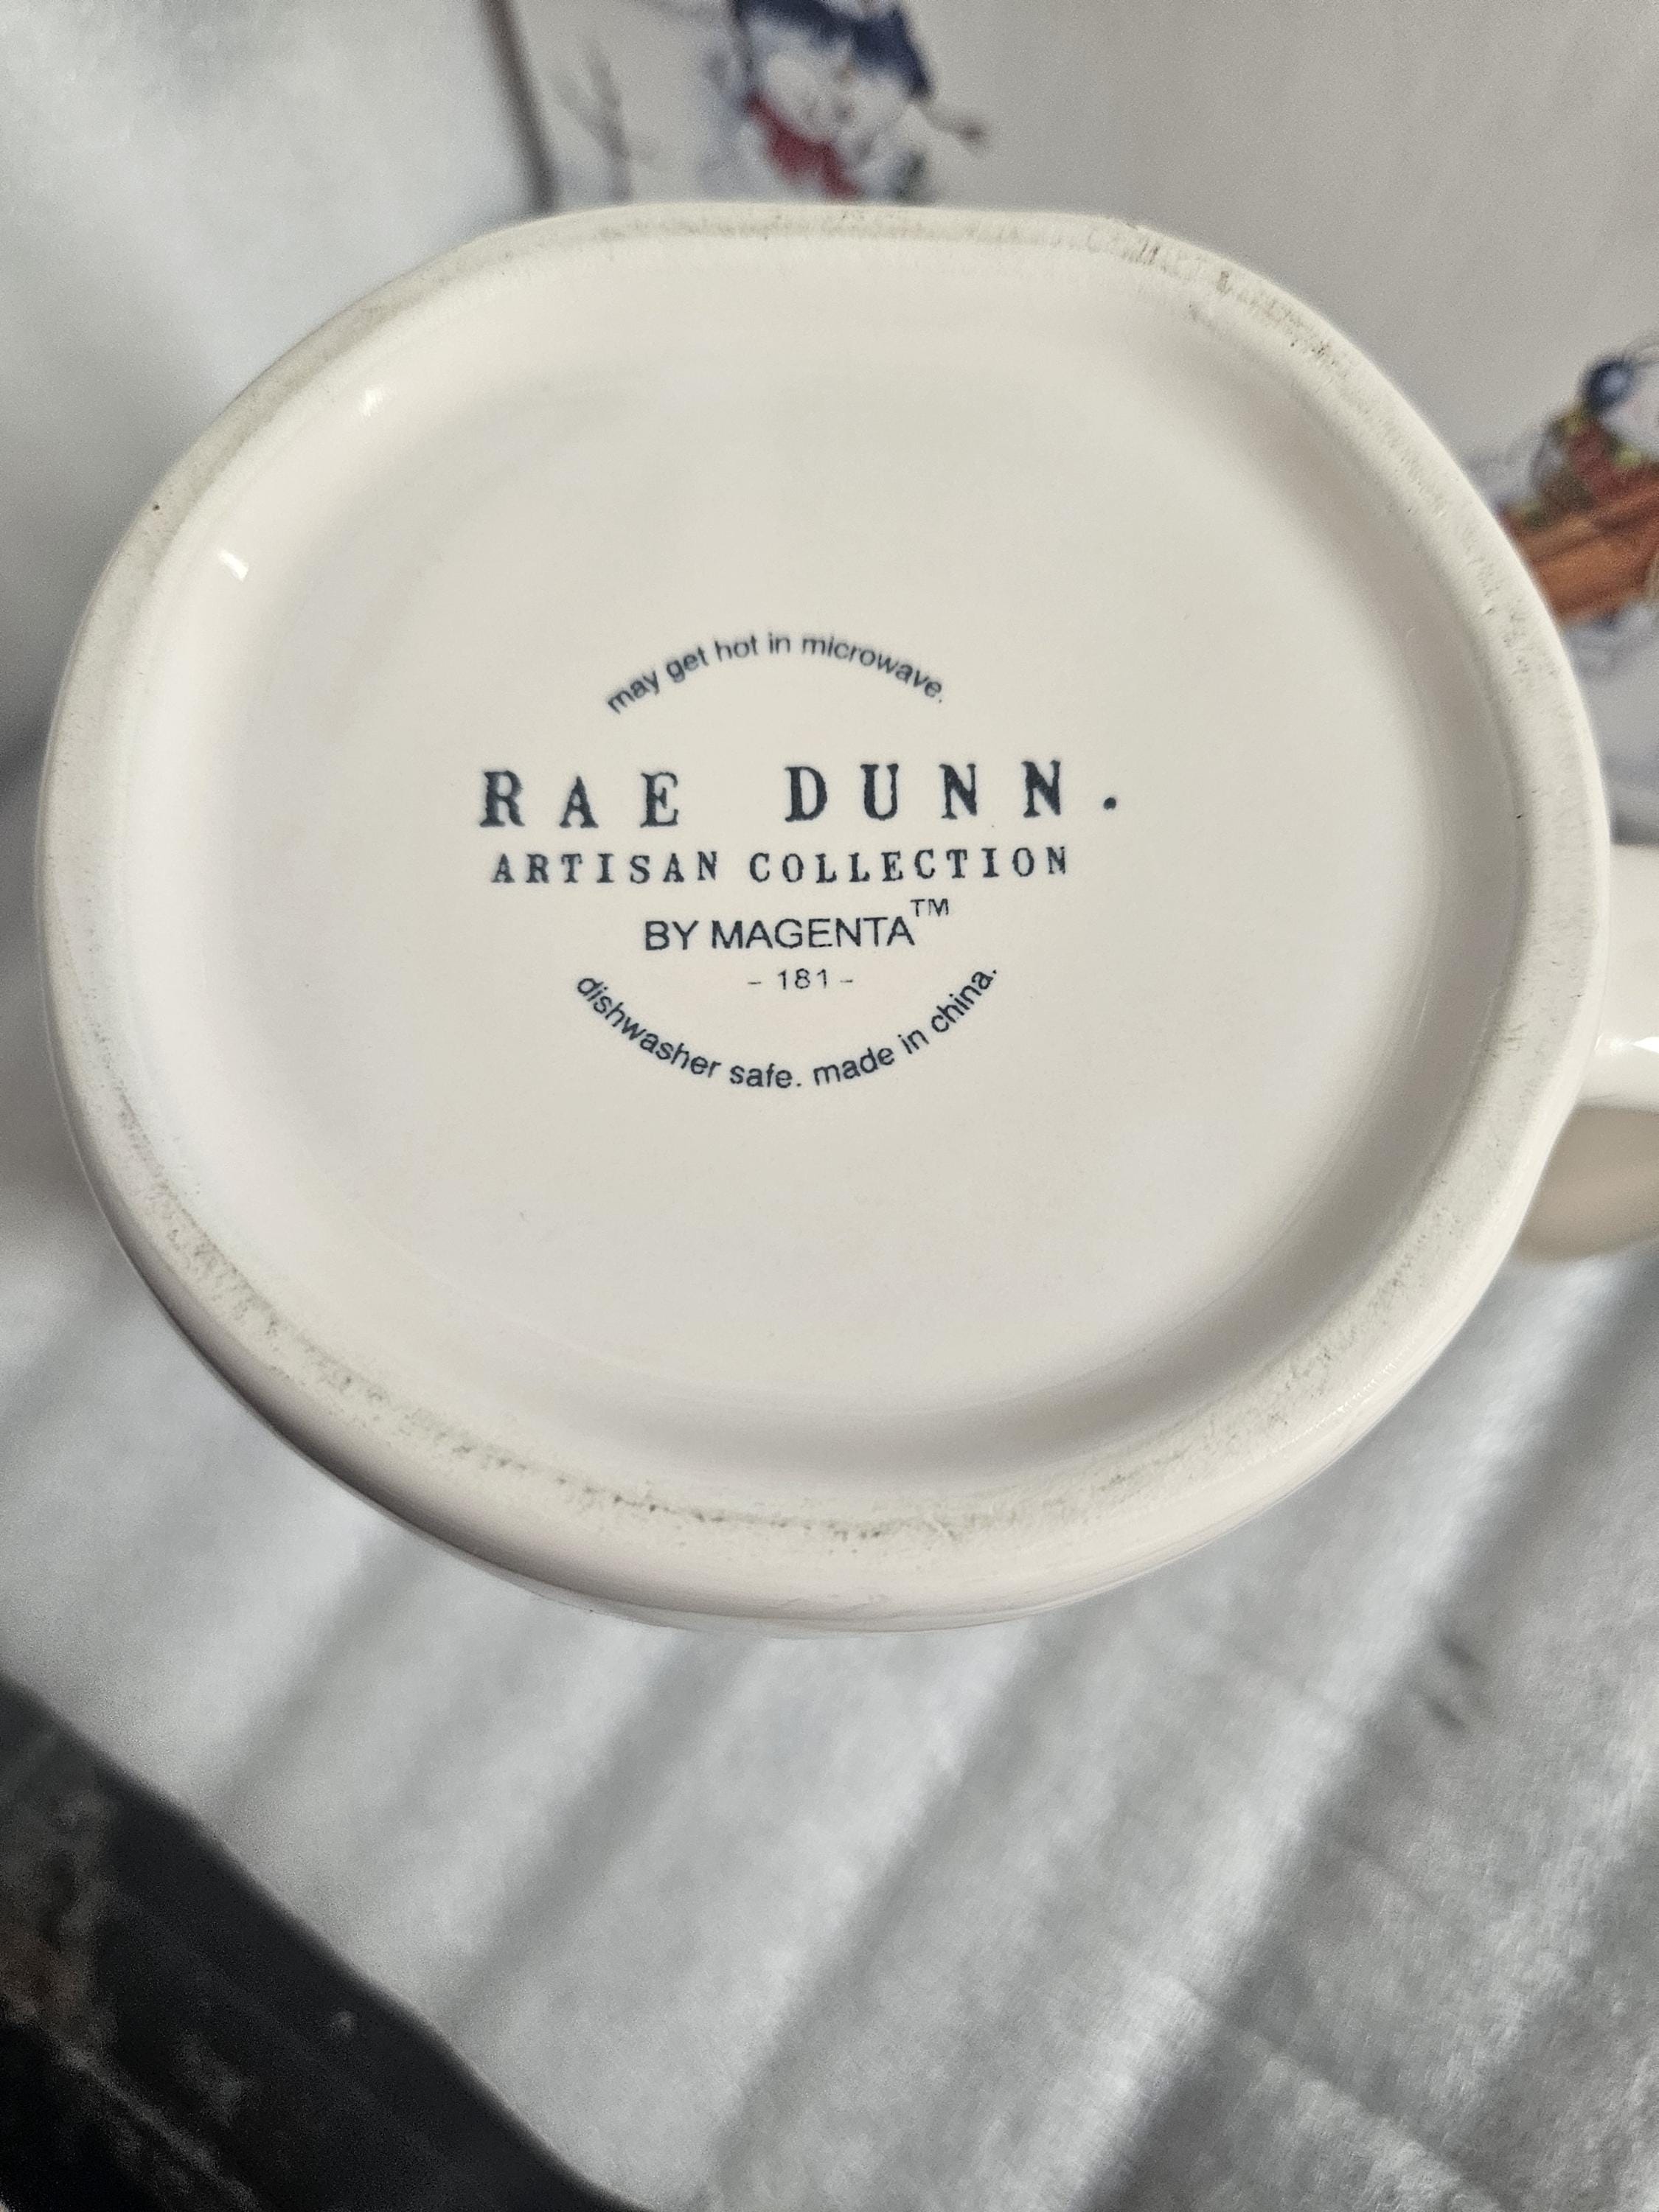 may get hot in microwave.
RAE DUNN.
ARTISAN COLLECTION
BY MAGENTA™
- 181 -
dishwasher safe. made in china.